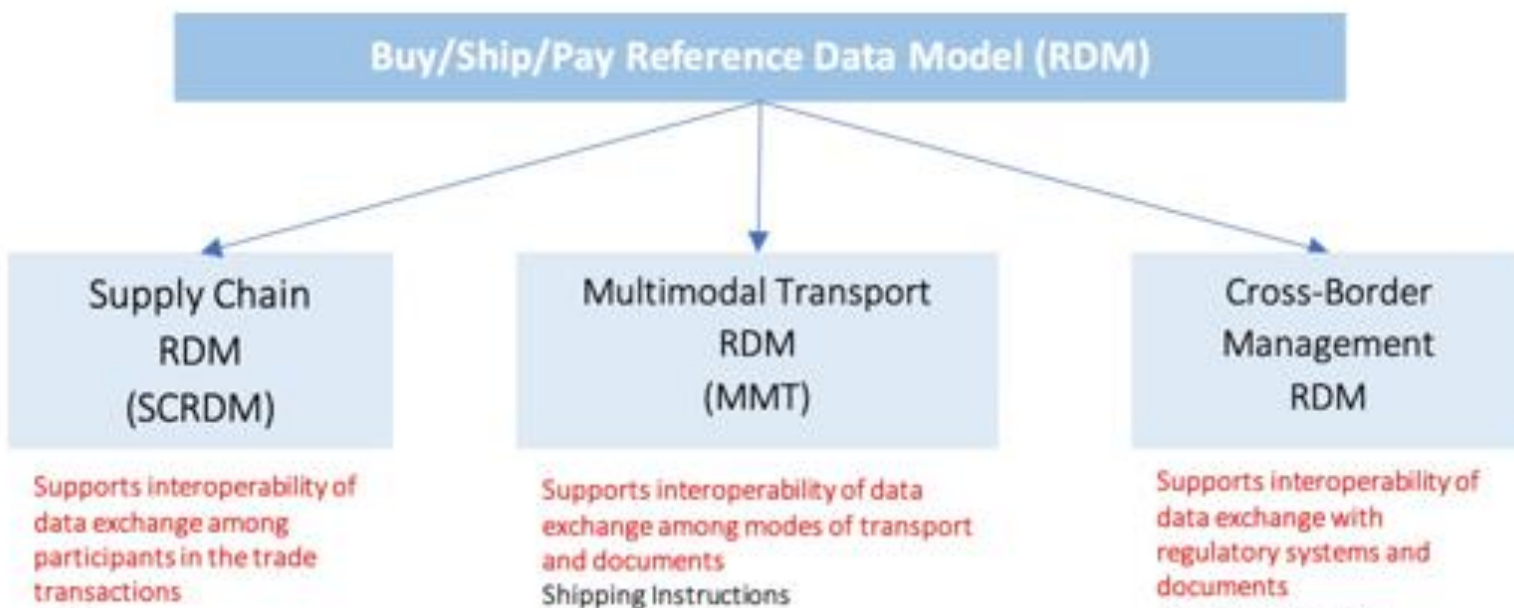 Buy/Ship/Pay Reference Data Model (RDM)
Supply Chain
RDM
(SCRDM)
Supports interoperability of
data exchange among
participants in the trade
transactions
Multimodal Transport
RDM
(MMT)
Supports interoperability of data
exchange among modes of transport
and documents
Shipping Instructions
Cross-Border
Management
RDM
Supports interoperability of
data exchange with
regulatory systems and
documents